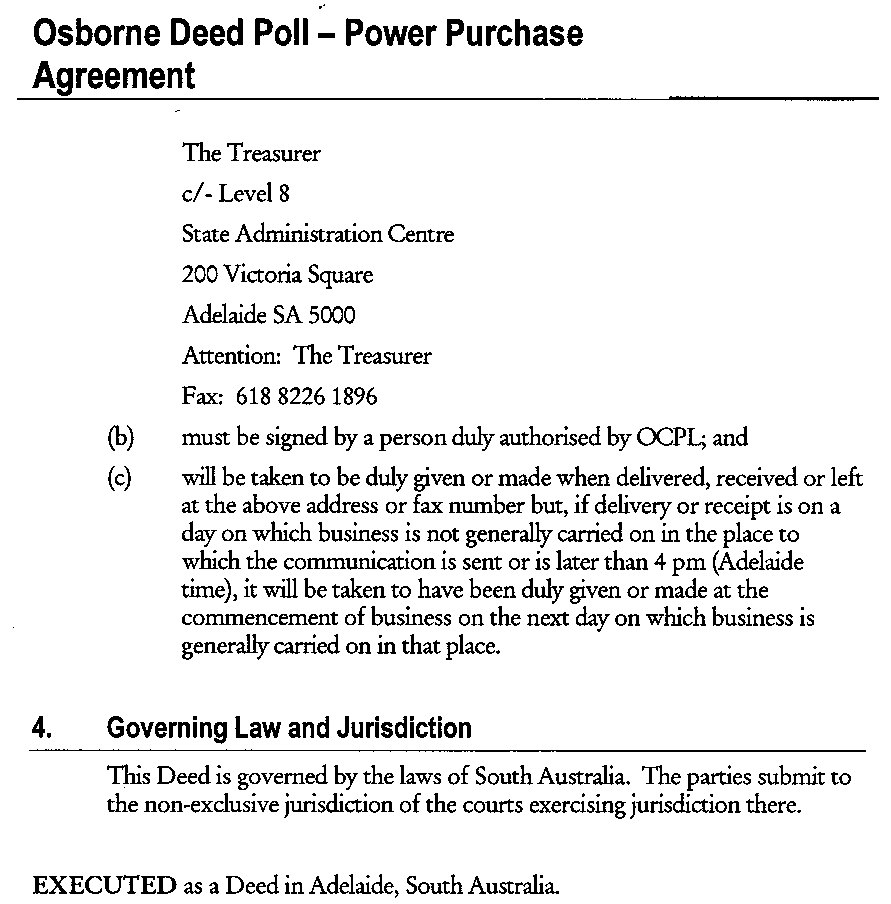 Osborne Deed Poll – Power Purchase
Agreement
The Treasurer
c/- Level 8
State Administration Centre
200 Victoria Square
Adelaide SA 5000
Attention: The Treasurer
Fax: 618 8226 1896
(b) must be signed by a person duly authorised by OCPL; and
(c) will be taken to be duly given or made when delivered, received or left
at the above address or fax number but, if delivery or receipt is on a
day on which business is not generally carried on in the place to
which the communication is sent or is later than 4 pm (Adelaide
time), it will be taken to have been duly given or made at the
commencement of business on the next day on which business is
generally carried on in that place.
4. Governing Law and Jurisdiction
This Deed is governed by the laws of South Australia. The parties submit to
the non-exclusive jurisdiction of the courts exercising jurisdiction there.
EXECUTED as a Deed in Adelaide, South Australia.